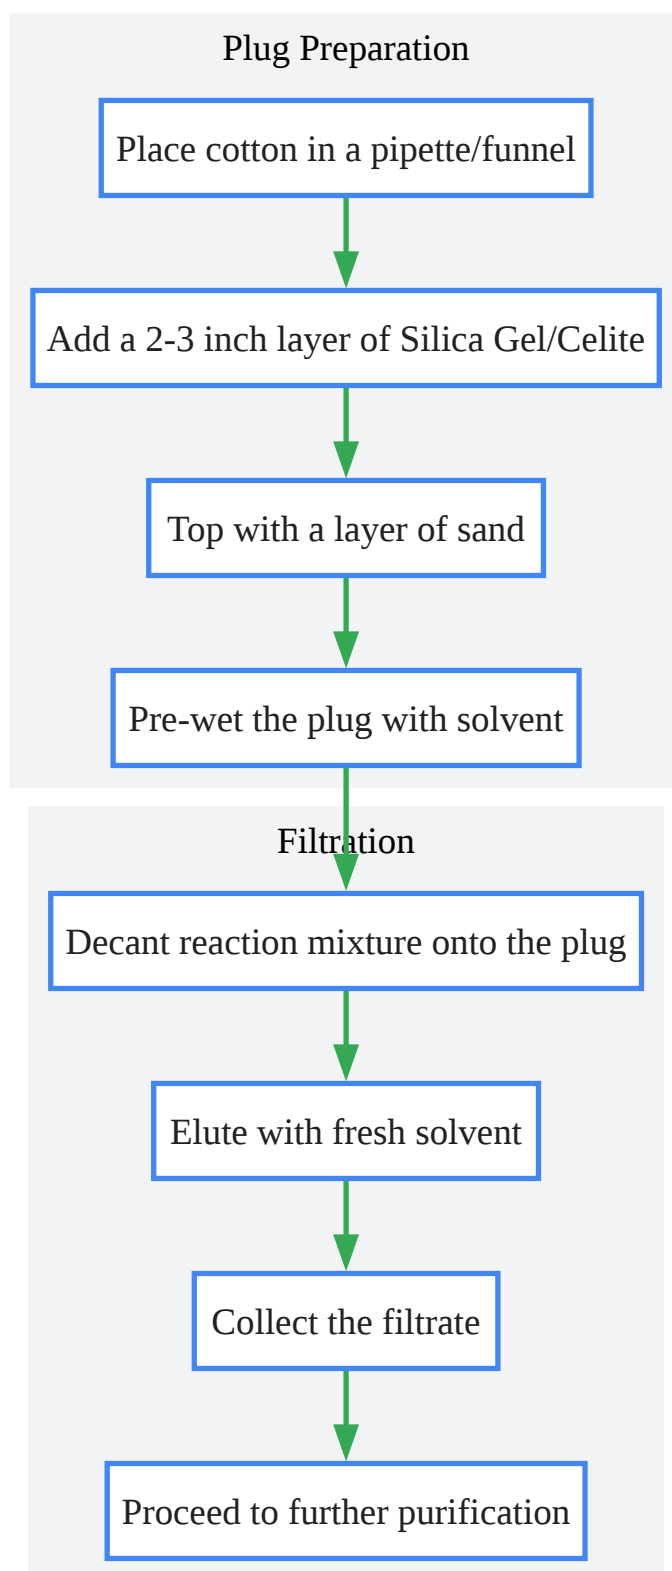 Plug Preparation
Place cotton in a pipette/funnel
Add a 2-3 inch layer of Silica Gel/Celite
Top with a layer of sand
Pre-wet the plug with solvent
Filtration
Decant reaction mixture onto the plug
Elute with fresh solvent
Collect the filtrate
Proceed to further purification